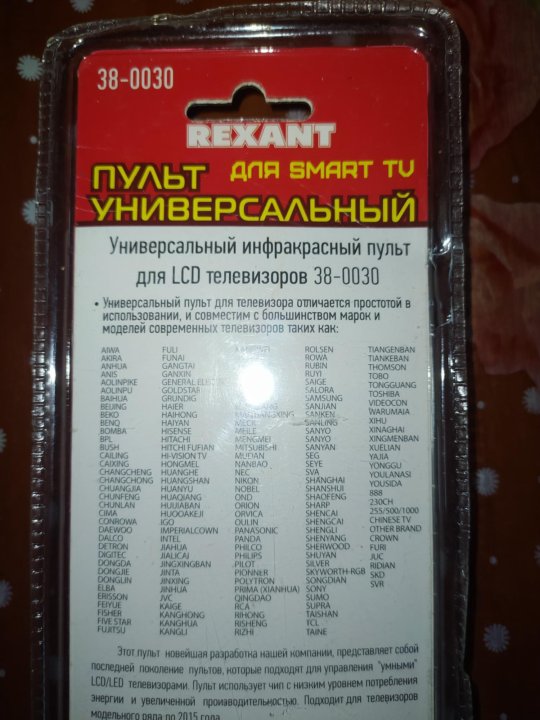 38-0030
REXANT
ПУЛЬТ ДЛЯ SMART TV
УНИВЕРСАЛЬНЫЙ
Универсальный инфракрасный пульт
для LCD телевизоров 38-0030
• Универсальный пульт для телевизора отличается простотой в
использовании, и совместим с большинством марок и
моделей современных телевизоров таких как:
AIWA
AKIRA
ANHUA
ANIS
AOLINPIKE
AOLINPU
BAIHUA
BEIJING
BEKO
BENQ
BOMBA
BPL
BUSH
CAILING
CAIXING
CHANGCHENG
CHANGCHONG
CHUANGJIA
CHUNFENG
CHUNLAN
CIMA
CONROWA
DAEWOO
DALCO
DETRON
DIGITEC
DONGDA
DONGJIE
DONGLIN
ELBA
ERISSON
FEIYUE
FISHER
FIVE STAR
FUJITSU
FULI
FUNAI
GANGTAI
GANXIN
GENERAL
GOLDSTAR
GRUNDIG
HAIER
HAIHONG
HAIYAN
HISENSE
HITACHI
HITCHI FUFIAN
HI-VISION TV
HONGMEL
HUANGHE
HUANGSHAN
HUANYU
HUAQIANG
HUJIABAN
HUOOAKEJI
IGO
IMPERIALCOWN
INTEL
JIAHUA
JIALICAI
JINGXINGBAN
JINTA
JINXING
JINHUA
JVC
KAIGE
KANGHONG
KANGHUA
KANGLI
MEILE
MENGMEI
MITSUBISHI
MUDAN
NANBAO
NEC
NIKON
NOBEL
OND
ORION
ORVICA
OULIN
PANASONIC
PANDA
PHILCO
PHILIPS
PILOT
PIONNER
POLYTRON
PRIMA (XIANHUA)
QINGDAO
RCA
RIHONG
RISHENG
RIZHI
ROLSEN
ROWA
RUBIN
RUYI
SAIGE
SALORA
SAMSUNG
SANJIAN
SANKEN
SANLING
SANYO
SANYO
SANYAN
SEG
SEYE
SVA
SHANGHAI
SHANSHUI
SHAOFENG
SHARP
SHENCAI
SHENGCAI
SHENGLI
SHENYANG
SHERWOOD
SHUYAN
SILVER
SKYWORTH-RGB
SONGDIAN
SONY
SUMO
SUPRA
TAISHAN
TCL
TAINE
TIANGENBAN
TIANKEBAN
THOMSON
TOBO
TONGGUANG
TOSHIBA
VIDEOCON
WARUMAIA
XIHU
XINAGHAI
XINGMENBAN
XUELIAN
YAJIA
YONGGU
YOULANASI
YOUSIDA
888
230CH
255/500/1000
CHINESE TV
OTHER BRAND
CROWN
FURI
JUC
RIDIAN
SKD
SVR
Этот пульт новейшая разработка нашей компании, представляет собой
последней поколение пультов, которые подходят для управления "умными"
LCD/LED телевизорами. Пульт использует чип с низким уровнем потребления
энергии и увеличенной производительностью. Подходит для телевизоров
модельного ряда по 2015 года